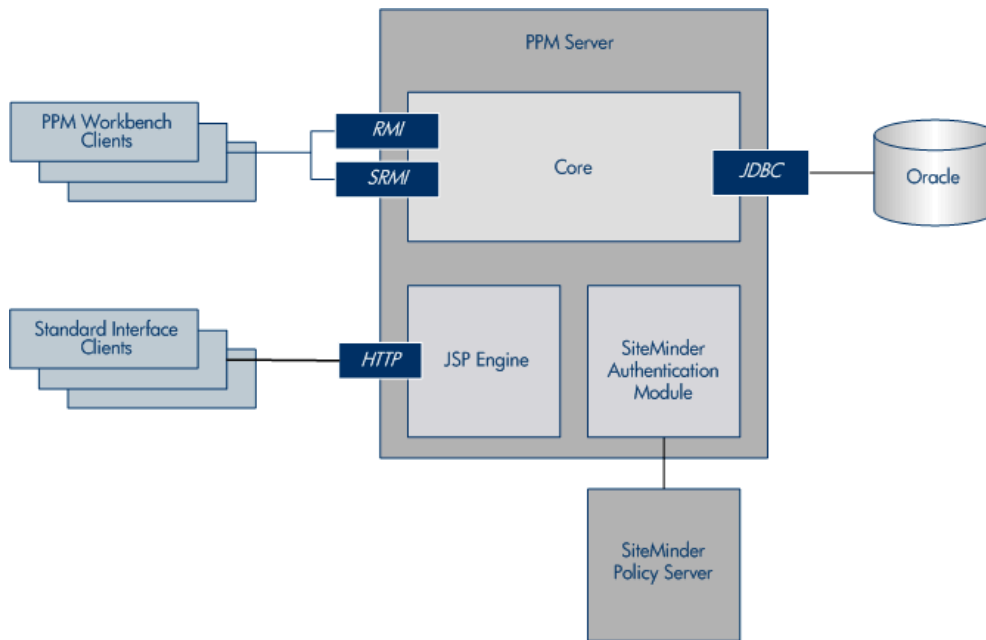 PPM Server
PPM Workbench
Clients
RMI
SRMI
Core
JDBC
Oracle
Standard Interface
Clients
HTTP
JSP Engine
SiteMinder
Authentication
Module
SiteMinder
Policy Server